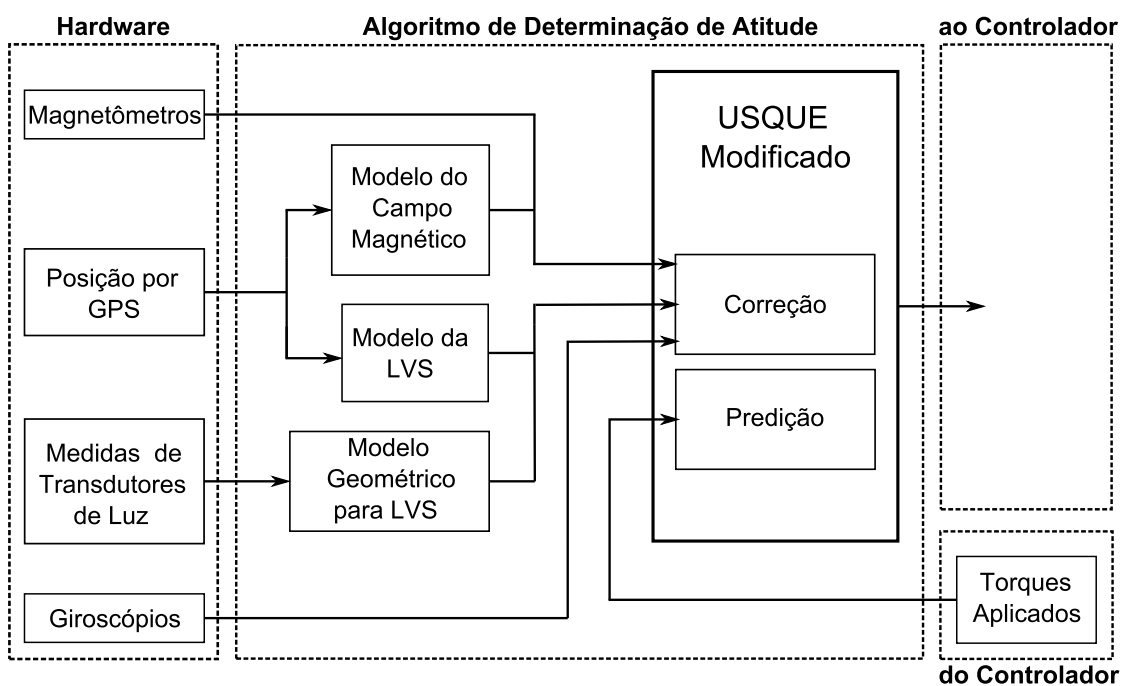 Hardware
Algoritmo de Determinação de Atitude
ao Controlador
Magnetômetros
Posição por
GPS
Medidas de
Transdutores
de Luz
Giroscópios
Modelo do
Campo
Magnético
Modelo da
LVS
Modelo
Geométrico
para LVS
USQUE
Modificado
Correção
Predição
Torques
Aplicados
do Controlador